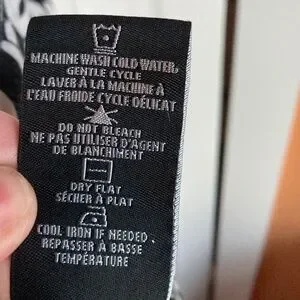 MACHINE WASH COLD WATER,
GENTLE CYCLE
LAVER À LA MACHINE À
L'EAU FROIDE CYCLE DÉLICAT
DO NOT BLEACH
NE PAS UTILISER D'AGENT
DE BLANCHIMENT
DRY FLAT
SÉCHER À PLAT
COOL IRON IF NEEDED.
REPASSER À BASSE
TEMPÉRATURE